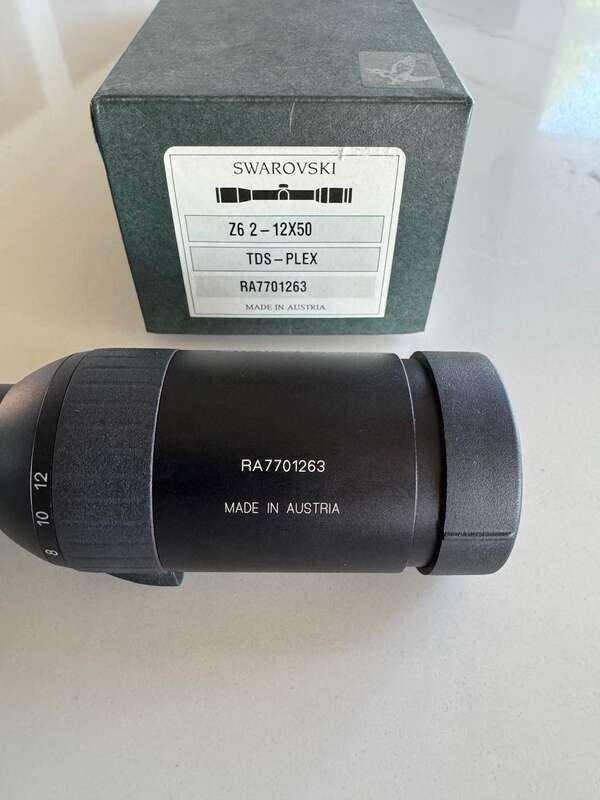 SWAROVSKI
Z6 2-12X50
TDS-PLEX
RA7701263
MADE IN AUSTRIA
RA7701263
MADE IN AUSTRIA
12
10
8